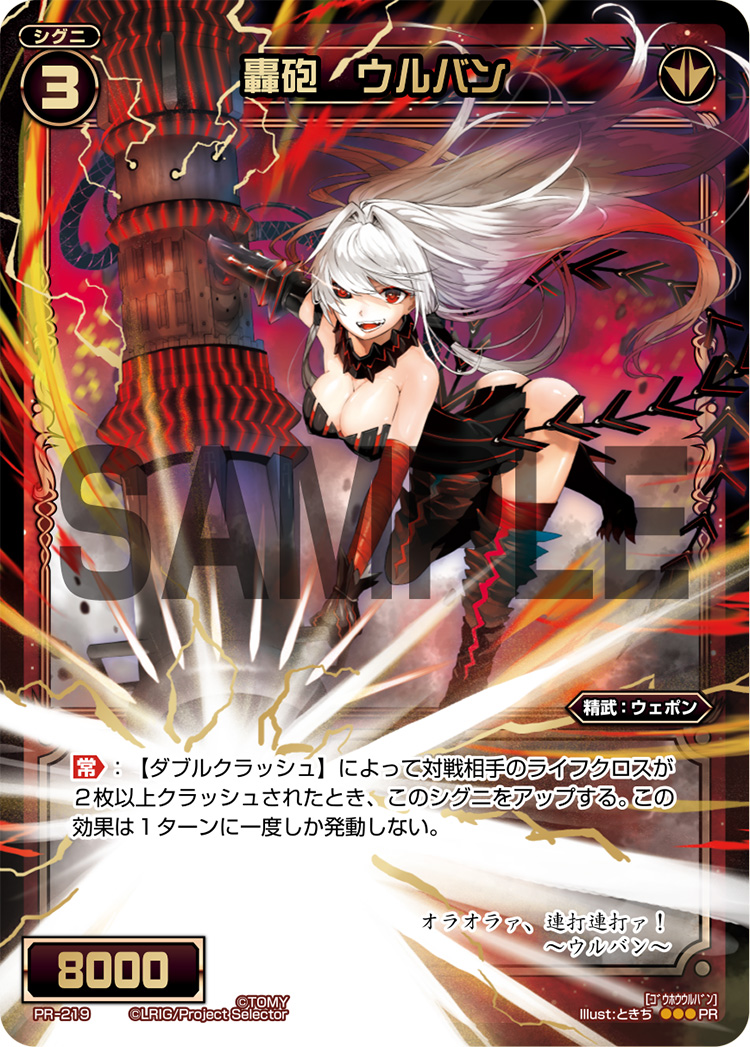 シグニ
3
轟砲 ウルバン
SAMPLE
精武：ウェポン
常：【ダブルクラッシュ】によって対戦相手のライフクロスが
２枚以上クラッシュされたとき、このシグニをアップする。この
効果は１ターンに一度しか発動しない。
オラオラァ、連打連打ァ！
～ウルバン～
8000
PR-219
©TOMY
©LRIG/Project Selector
[ｺﾞｳﾎｳｳﾙﾊﾞﾝ]
Illust:ときち
PR